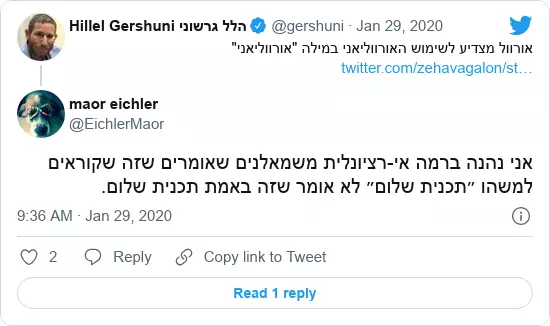 Hillel Gershuni הלל גרשוני @gershuni · Jan 29, 2020
אורוול מצדיע לשימוש האורווליאני במילה "אורווליאני"
twitter.com/zehavagalon/st…
maor eichler
@EichlerMaor
אני נהנה ברמה אי-רציונלית משמאלנים שאומרים שזה שקוראים
למשהו ״תכנית שלום״ לא אומר שזה באמת תכנית שלום.
9:36 AM · Jan 29, 2020
2 Reply Copy link to Tweet
Read 1 reply